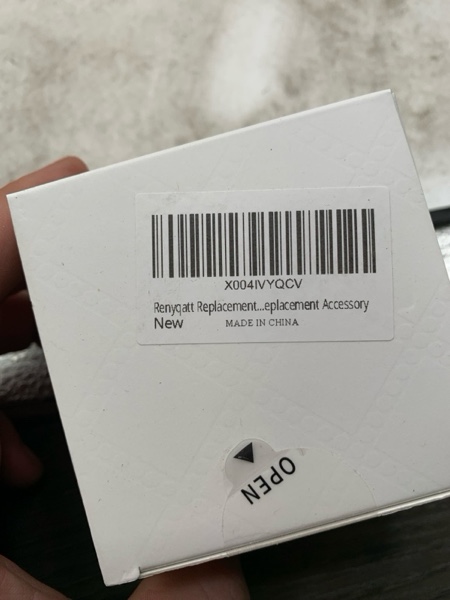 X004IVYQCV
Renyqatt Replacement...eplacement Accessory
New
MADE IN CHINA
OPEN